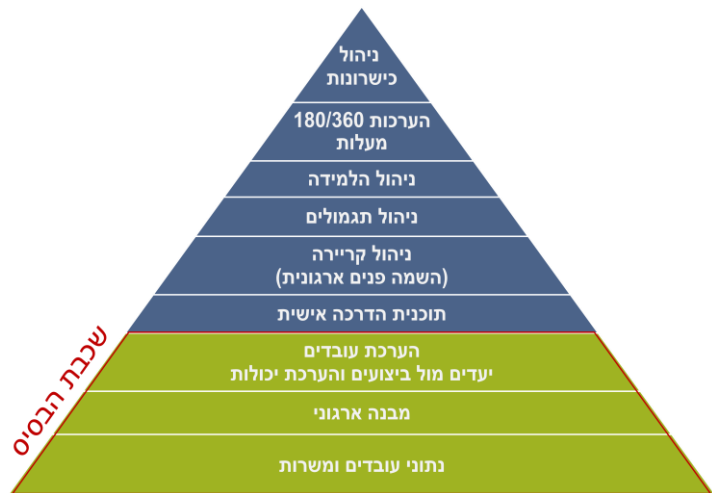 ניהול
כישרונות
הערכות 180/360
מעלות
ניהול הלמידה
ניהול תגמולים
ניהול קריירה
(השמה פנים ארגונית)
תוכנית הדרכה אישית
שכבת הבסיס
הערכת עובדים
יעדים מול ביצועים והערכת יכולות
מבנה ארגוני
נתוני עובדים ומשרות